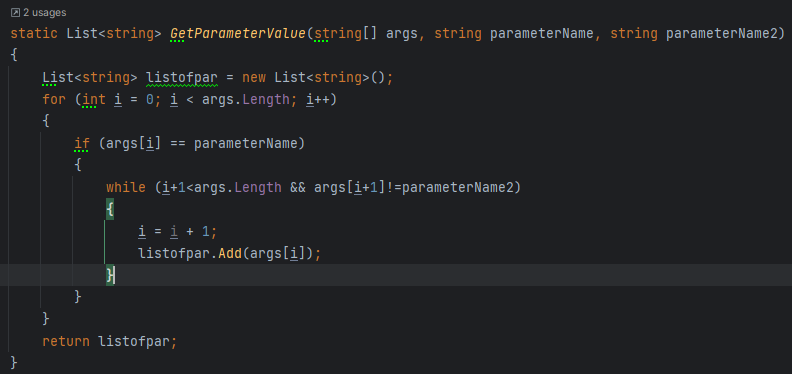 2 usages
static List<string> GetParameterValue(string[] args, string parameterName, string parameterName2)
{
    List<string> listofpar = new List<string>();
    for (int i = 0; i < args.Length; i++)
    {
        if (args[i] == parameterName)
        {
            while (i+1<args.Length && args[i+1]!=parameterName2)
            {
                i = i + 1;
                listofpar.Add(args[i]);
            }
        }
    }
    return listofpar;
}